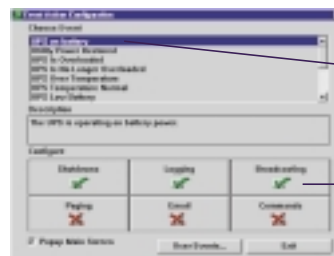 Event Action Configuration
Choose Event
UPS on battery
Utility Power Restored
UPS is Overloaded
UPS is No Longer Overloaded
UPS Over Temperature
UPS Temperature Normal
UPS Low Battery
Description
The UPS is operating on battery power.
Configure
Shutdown
Logging
Broadcasting
Paging
Email
Commands
Popup Main Screen
Exit